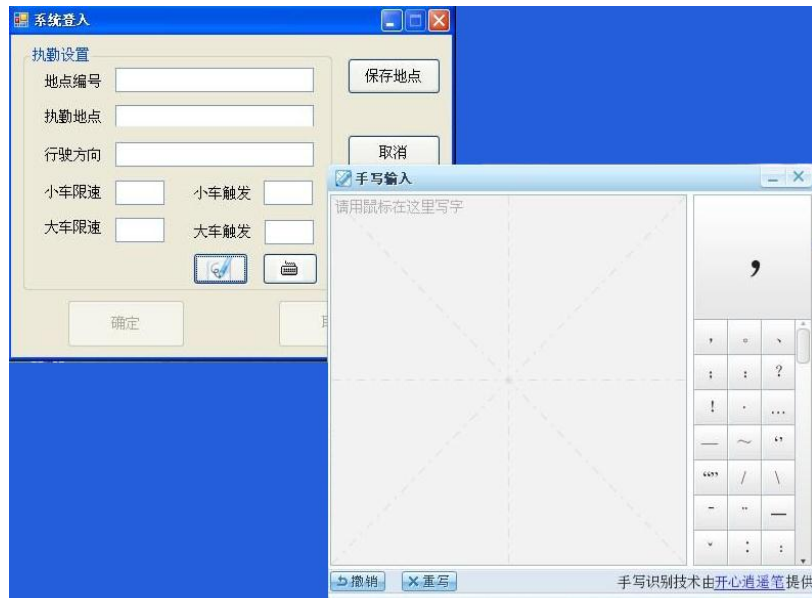 系统登入
执勤设置
地点编号
保存地点
执勤地点
行驶方向
取消
小车限速 小车触发
大车限速 大车触发
确定
手写输入
请用鼠标在这里写字
,
, 。 、
; : ?
! · …
— ~ “
“” / \
撤销 重写
手写识别技术由开心逍遥笔提供